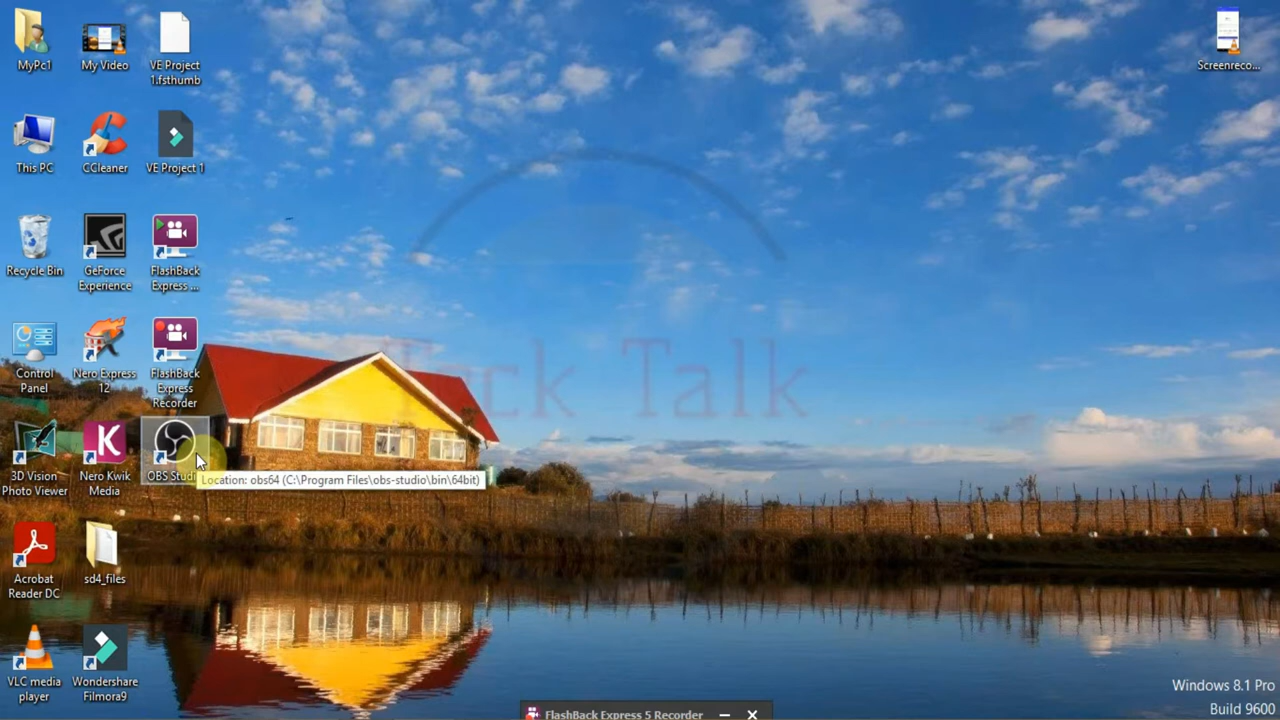 MyPc1
My Video
VE Project
1.fsthumb
Screenreco...
This PC
CCleaner
VE Project 1
Recycle Bin
GeForce
Experience
FlashBack
Express ...
Control
Panel
Nero Express
12
FlashBack
Express
Recorder
Teck Talk
3D Vision
Photo Viewer
K
Nero Kwik
Media
OBS Studio
Location: obs64 (C:\Program Files\obs-studio\bin\64bit)
Acrobat
Reader DC
sd4_files
VLC media
player
Wondershare
Filmora9
Windows 8.1 Pro
Build 9600
FlashBack Express 5 Recorder